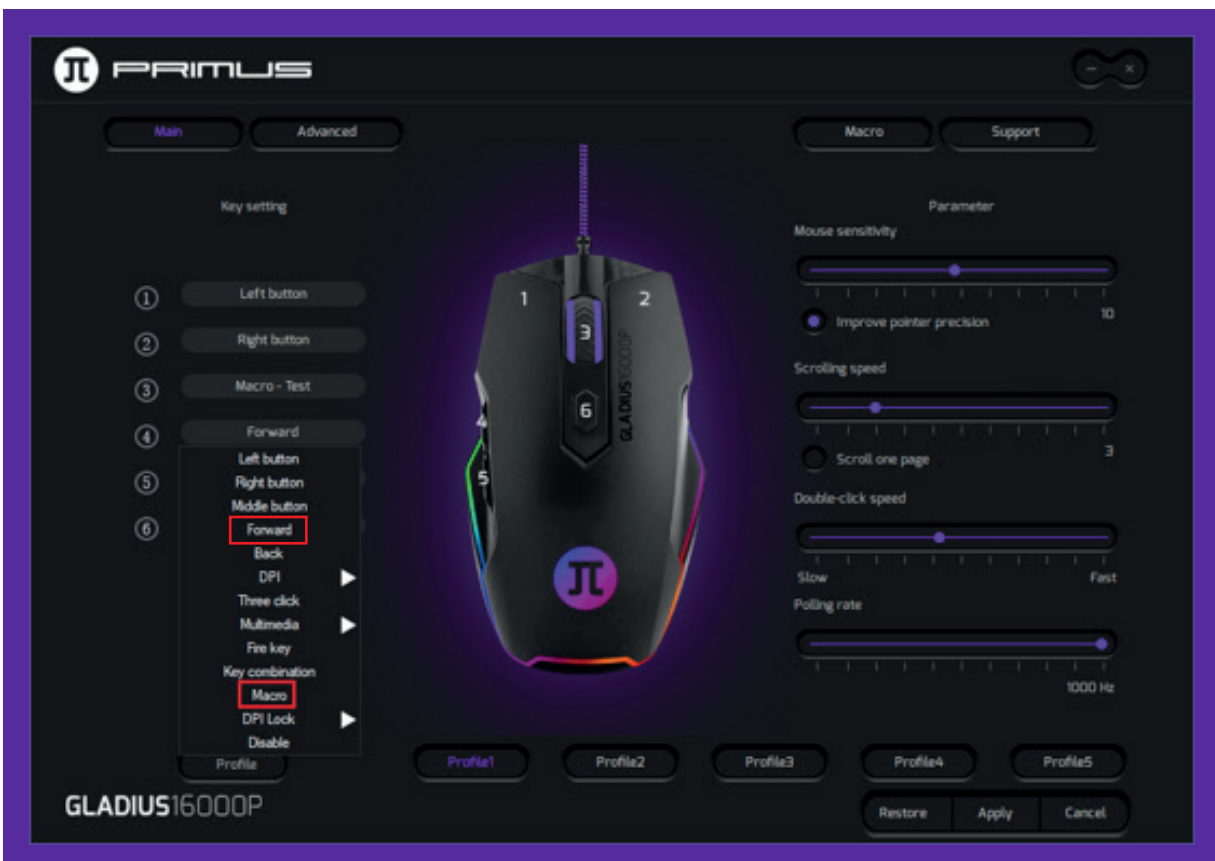 PRIMUS
Main
Advanced
Macro
Support
Key setting
1 Left button
2 Right button
3 Macro - Test
4 Forward
5
6
Left button
Right button
Middle button
Forward
Back
DPI
Three click
Multimedia
Fire key
Key combination
Macro
DPI Lock
Disable
Profile
1
2
3
4
5
6
GLADIUS16000P
Parameter
Mouse sensitivity
10
Improve pointer precision
Scrolling speed
3
Scroll one page
Double-click speed
Slow Fast
Polling rate
1000 Hz
Profile1
Profile2
Profile3
Profile4
Profile5
GLADIUS16000P
Restore
Apply
Cancel